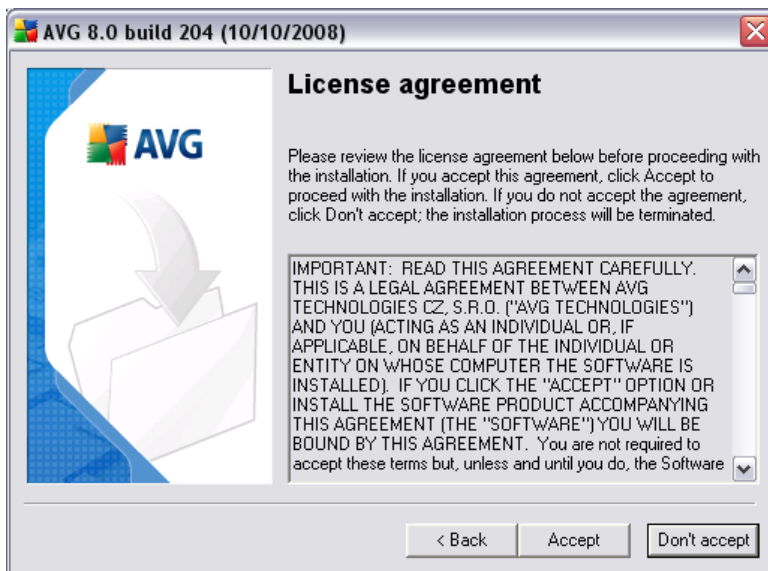 AVG 8.0 build 204 (10/10/2008)
AVG
License agreement
Please review the license agreement below before proceeding with
the installation. If you accept this agreement, click Accept to
proceed with the installation. If you do not accept the agreement,
click Don't accept; the installation process will be terminated.
IMPORTANT:  READ THIS AGREEMENT CAREFULLY.
THIS IS A LEGAL AGREEMENT BETWEEN AVG
TECHNOLOGIES CZ, S.R.O. ("AVG TECHNOLOGIES")
AND YOU (ACTING AS AN INDIVIDUAL OR, IF
APPLICABLE, ON BEHALF OF THE INDIVIDUAL OR
ENTITY ON WHOSE COMPUTER THE SOFTWARE IS
INSTALLED).  IF YOU CLICK THE "ACCEPT" OPTION OR
INSTALL THE SOFTWARE PRODUCT ACCOMPANYING
THIS AGREEMENT (THE "SOFTWARE") YOU WILL BE
BOUND BY THIS AGREEMENT.  You are not required to
accept these terms but, unless and until you do, the Software
< Back
Accept
Don't accept